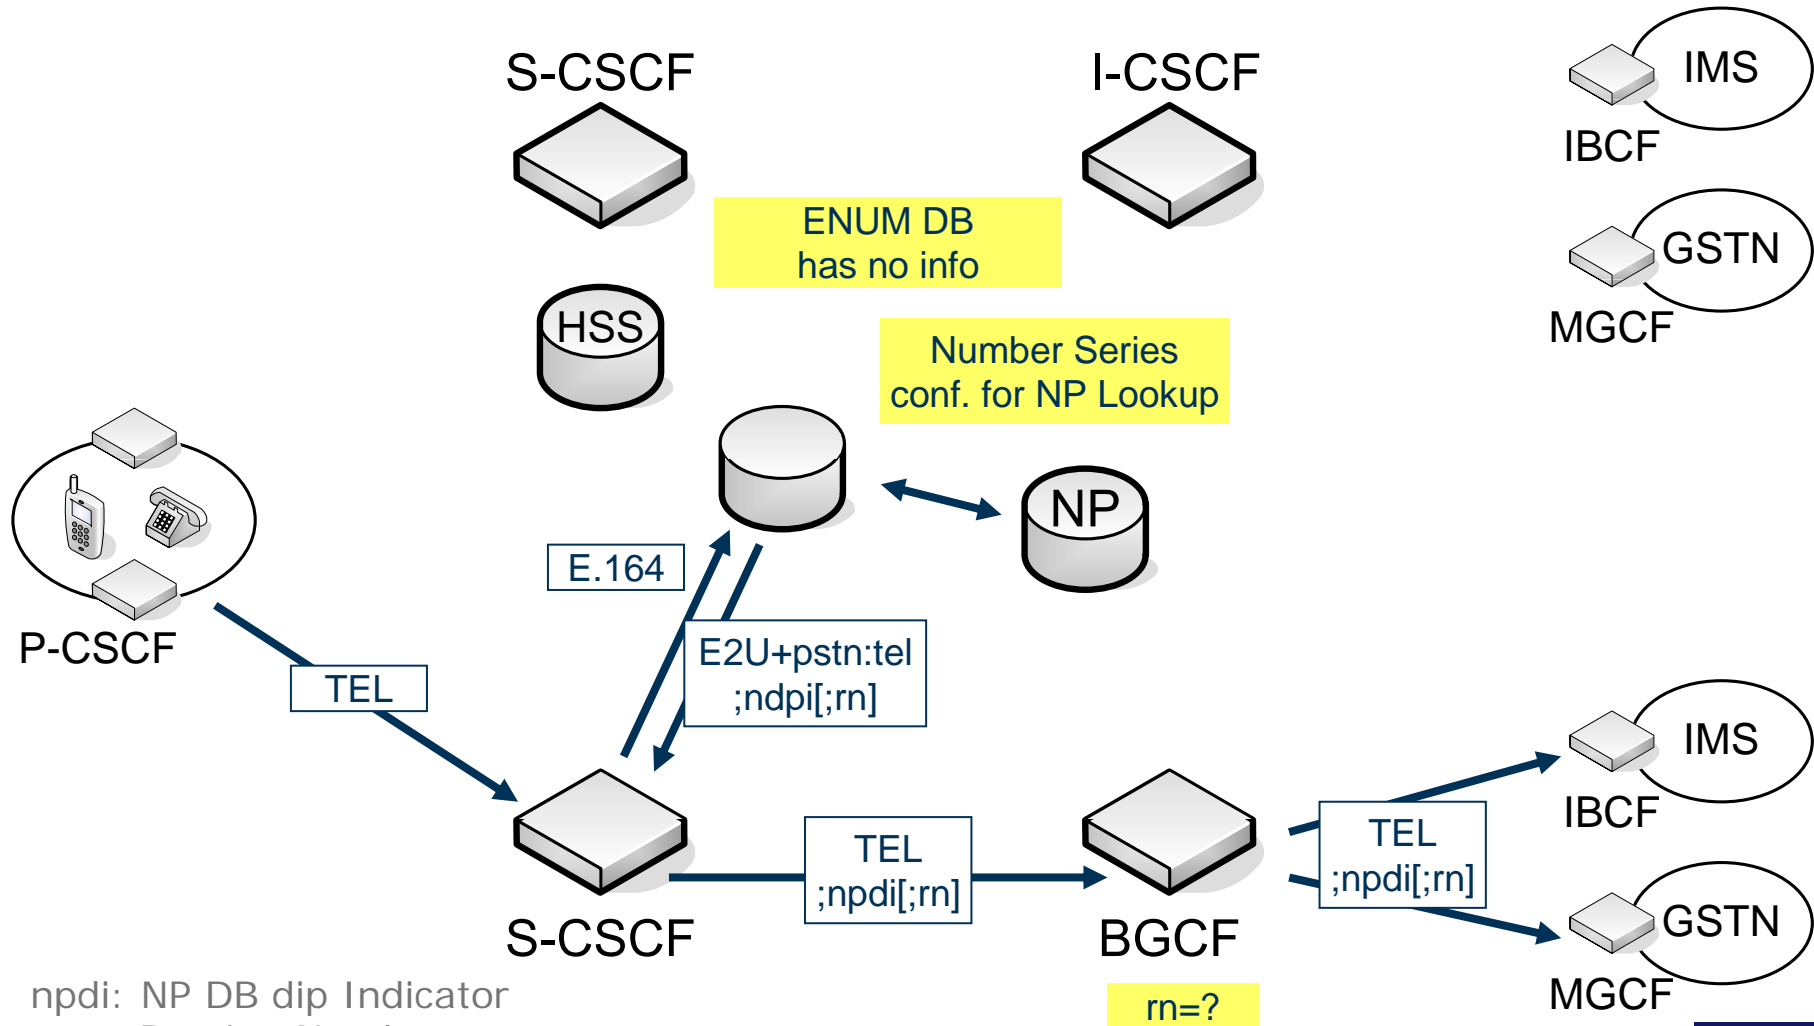 S-CSCF
I-CSCF
IMS
IBCF
ENUM DB
has no info
GSTN
MGCF
HSS
Number Series
conf. for NP Lookup
NP
E.164
P-CSCF
E2U+pstn:tel
;ndpi[;rn]
TEL
IMS
IBCF
TEL
;npdi[;rn]
TEL
;npdi[;rn]
S-CSCF
BGCF
GSTN
MGCF
npdi: NP DB dip Indicator
rn=?